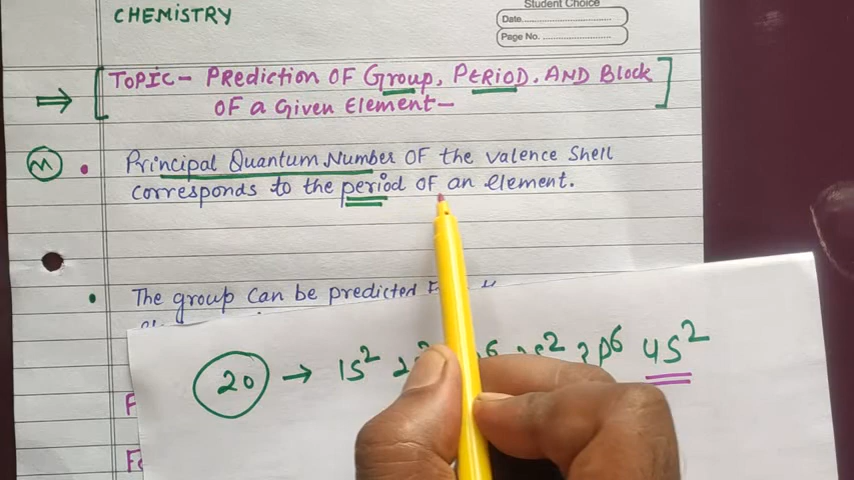 Student Choice
CHEMISTRY
Date
Page No.
TOPIC- PRediction OF Group, PERIOD, AND Block
OF a Given Element-
M
Principal Quantum Number OF the Valence Shell
corresponds to the period OF an element.
The group can be predicted
20 → 1S² 3P⁶ 4S²